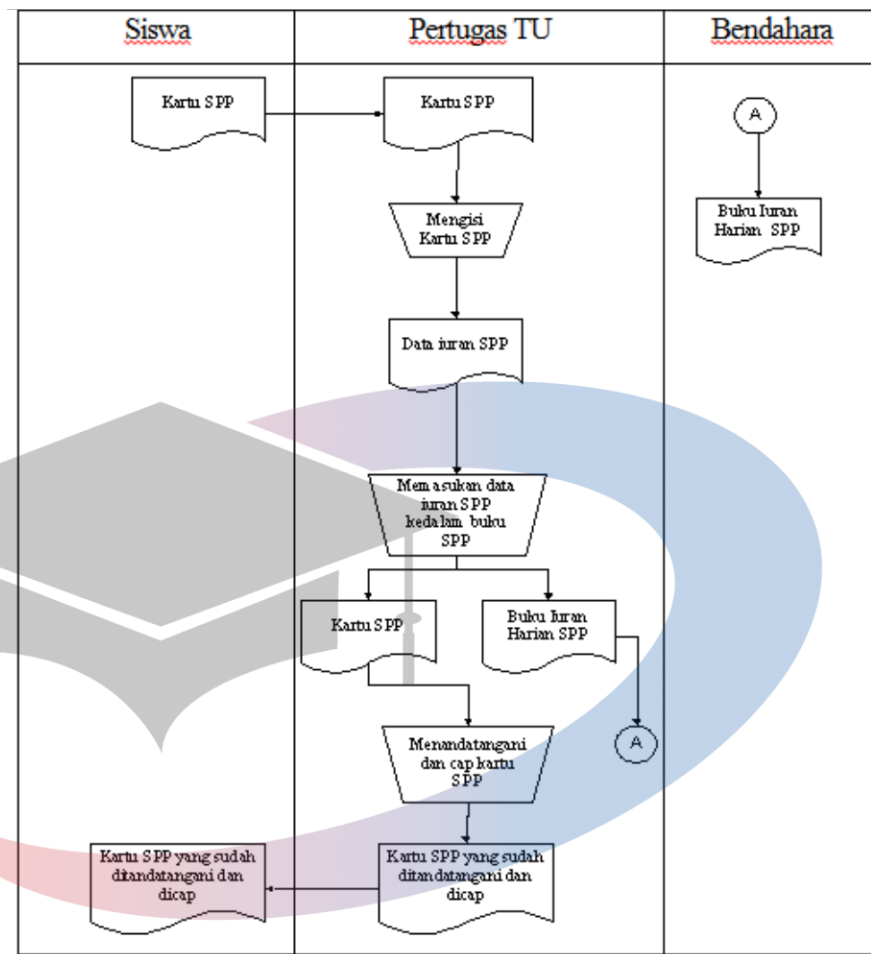 Siswa
Pertugas TU
Bendahara
Kartu SPP
Kartu SPP
A
Mengisi
Kartu SPP
Buku Iuran
Harian SPP
Data iuran SPP
Memasukan data
iuran SPP
kedalam buku
SPP
Kartu SPP
Buku Iuran
Harian SPP
Menandatangani
dan cap kartu
SPP
A
Kartu SPP yang sudah
ditandatangani dan
dicap
Kartu SPP yang sudah
ditandatangani dan
dicap